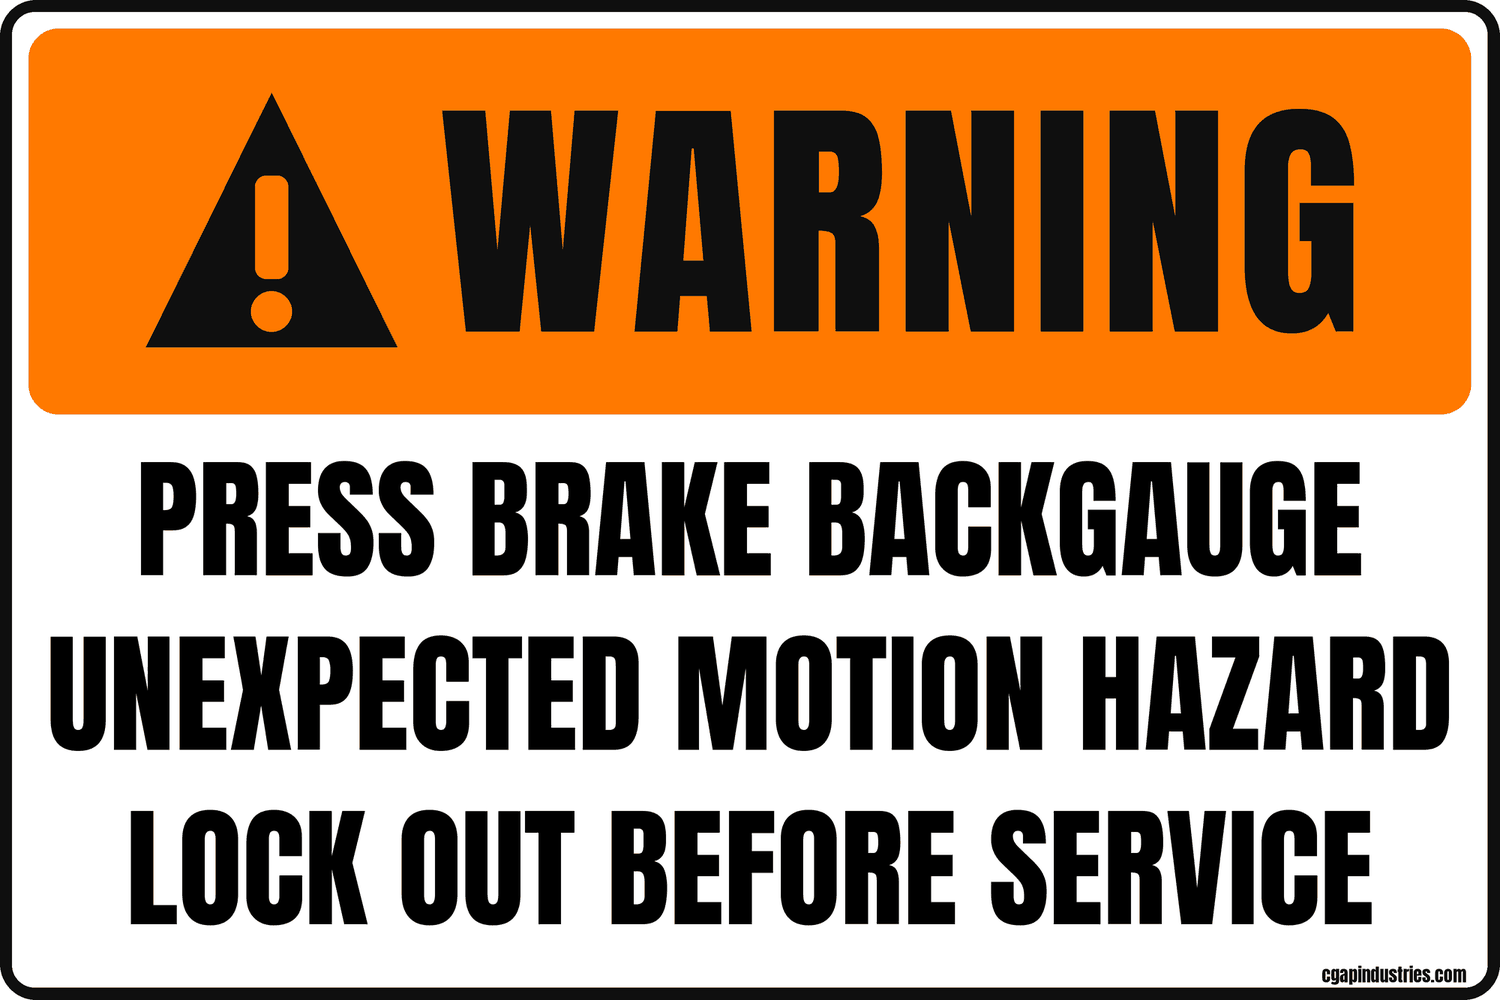 WARNING
PRESS BRAKE BACKGAUGE
UNEXPECTED MOTION HAZARD
LOCK OUT BEFORE SERVICE
cgapindustries.com